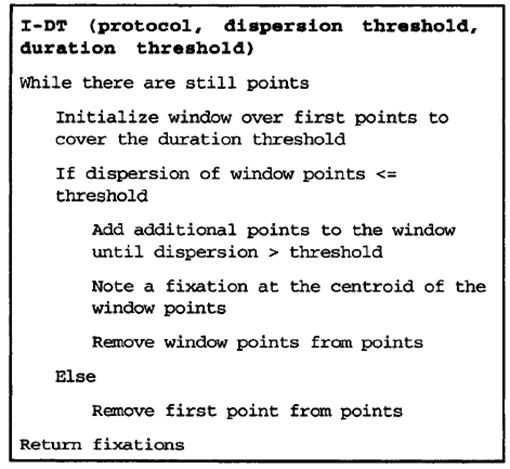 I-DT (protocol, dispersion threshold,
duration threshold)
While there are still points
Initialize window over first points to
cover the duration threshold
If dispersion of window points <=
threshold
Add additional points to the window
until dispersion > threshold
Note a fixation at the centroid of the
window points
Remove window points from points
Else
Remove first point from points
Return fixations